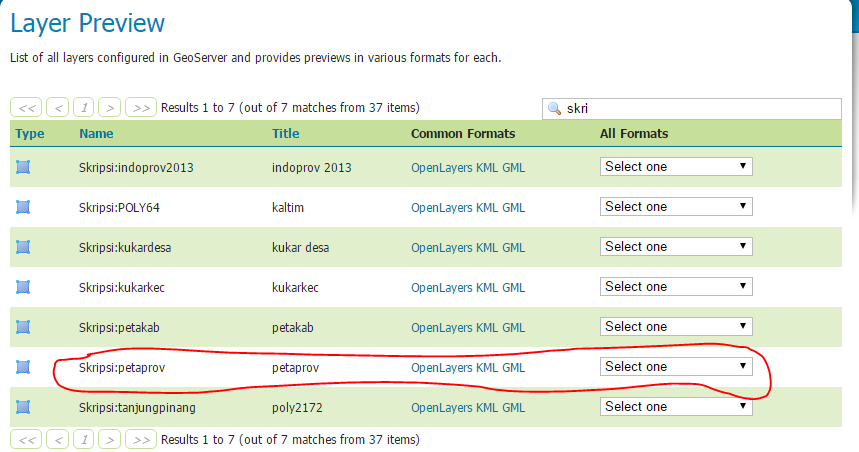 Layer Preview
List of all layers configured in GeoServer and provides previews in various formats for each.
<< < 1 > >> Results 1 to 7 (out of 7 matches from 37 items) skri
Type Name Title Common Formats All Formats
Skripsi:indoprov2013 indoprov 2013 OpenLayers KML GML Select one
Skripsi:POLY64 kaltim OpenLayers KML GML Select one
Skripsi:kukardesa kukar desa OpenLayers KML GML Select one
Skripsi:kukarkec kukarkec OpenLayers KML GML Select one
Skripsi:petakab petakab OpenLayers KML GML Select one
Skripsi:petaprov petaprov OpenLayers KML GML Select one
Skripsi:tanjungpinang poly2172 OpenLayers KML GML Select one
<< < 1 > >> Results 1 to 7 (out of 7 matches from 37 items)